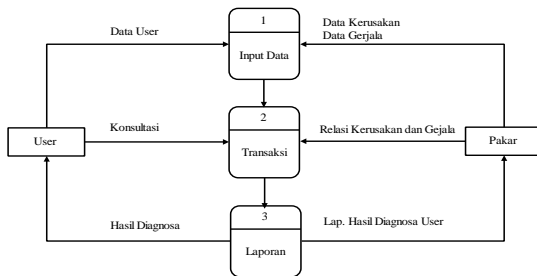 1
Data User
Data Kerusakan
Data Gerjala
Input Data
2
Konsultasi
Relasi Kerusakan dan Gejala
User
Transaksi
Pakar
3
Hasil Diagnosa
Lap. Hasil Diagnosa User
Laporan